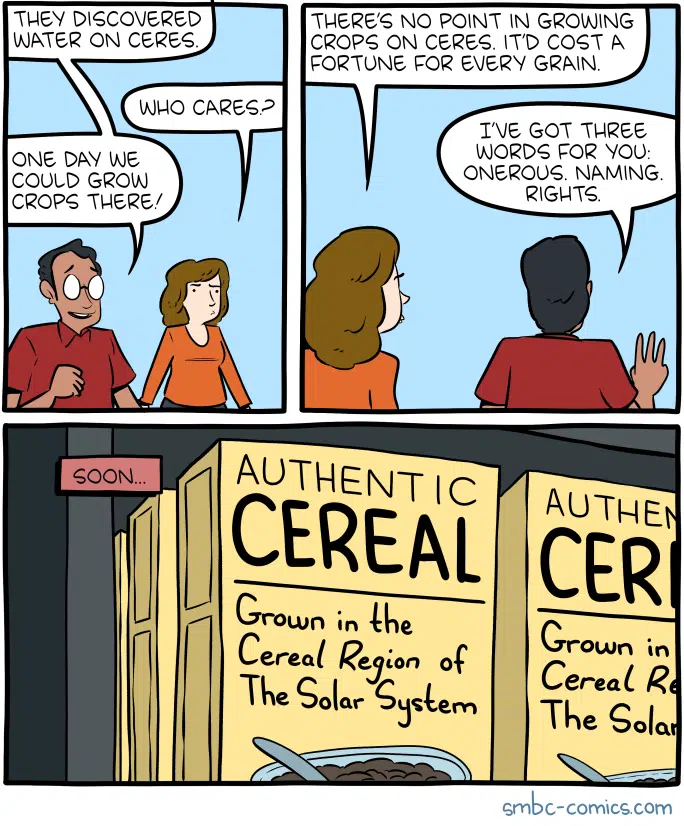 THEY DISCOVERED
WATER ON CERES.
WHO CARES?
ONE DAY WE
COULD GROW
CROPS THERE!
THERE'S NO POINT IN GROWING
CROPS ON CERES. IT'D COST A
FORTUNE FOR EVERY GRAIN.
I'VE GOT THREE
WORDS FOR YOU:
ONEROUS. NAMING.
RIGHTS.
SOON...
AUTHENTIC
CEREAL
Grown in the
Cereal Region of
The Solar System
AUTHEN
CERE
Grown in
Cereal Re
The Solar
smbc-comics.com